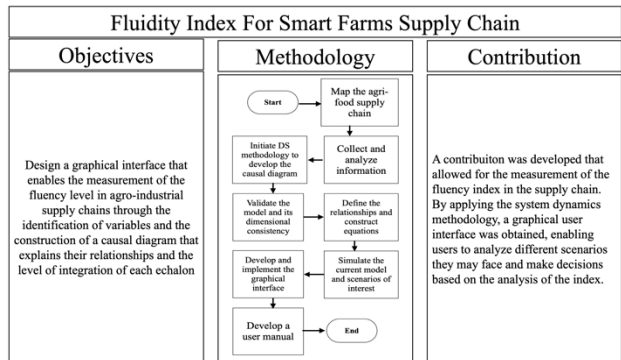 Fluidity Index For Smart Farms Supply Chain
Objectives
Methodology
Contribution
Design a graphical interface that
enables the measurement of the
fluency level in agro-industrial
supply chains through the
identification of variables and the
construction of a causal diagram that
explains their relationships and the
level of integration of each echalon
Start
Map the agri-
food supply
chain
Initiate DS
methodology to
develop the
causal diagram
Collect and
analyze
information
Validate the
model and its
dimensional
consistency
Define the
relationships and
construct
equations
Develop and
implement the
graphical
interface
Simulate the
current model
and scenarios of
interest
Develop a
user manual
End
A contribuiton was developed that
allowed for the measurement of the
fluency index in the supply chain.
By applying the system dynamics
methodology, a graphical user
interface was obtained, enabling
users to analyze different scenarios
they may face and make decisions
based on the analysis of the index.